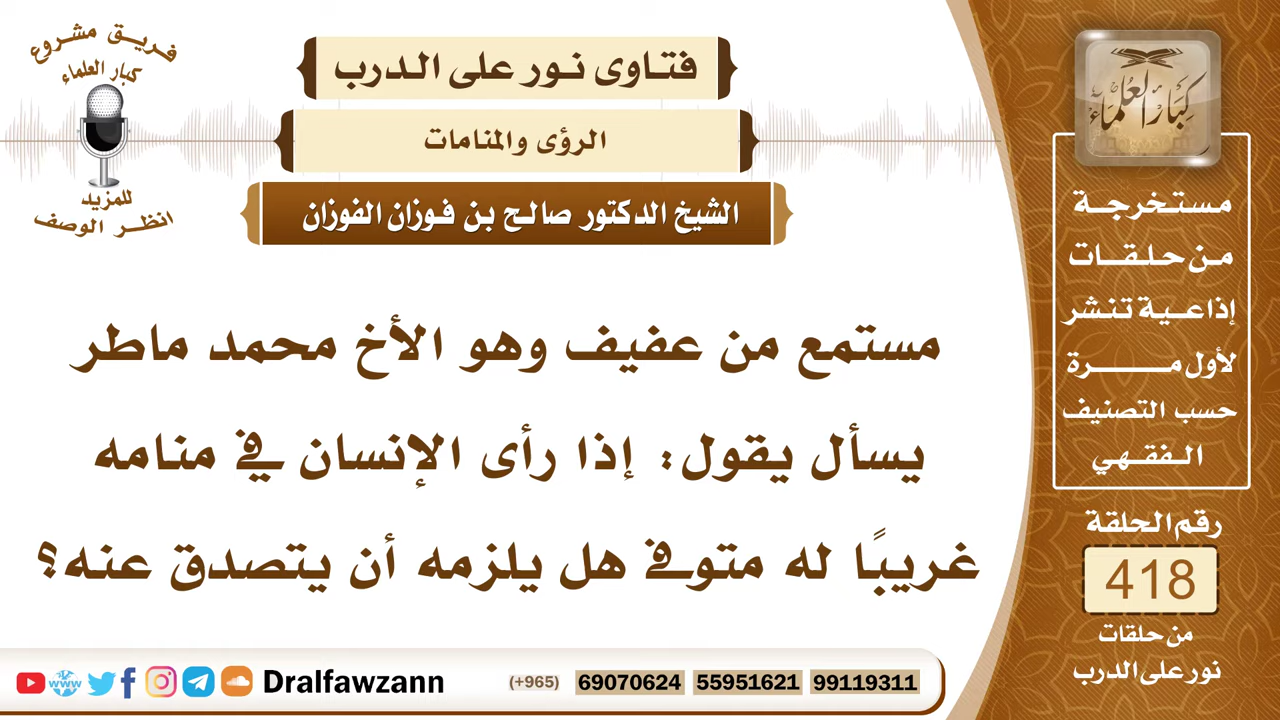 فريق مشروع
كبار العلماء
للمزيد
انظر الوصف
فتاوى نور على الدرب
الرؤى والمنامات
الشيخ الدكتور صالح بن فوزان الفوزان
مستمع من عفيف وهو الأخ محمد ماطر
يسأل يقول: إذا رأى الإنسان في منامه
غريبًا له متوفى هل يلزمه أن يتصدق عنه؟
كبار العلماء
مستخرجة
من حلقات
إذاعية تنشر
لأول مرة
حسب التصنيف
الفقهي
رقم الحلقة
418
من حلقات
نور على الدرب
www Dralfawzann (+965) 69070624 55951621 99119311